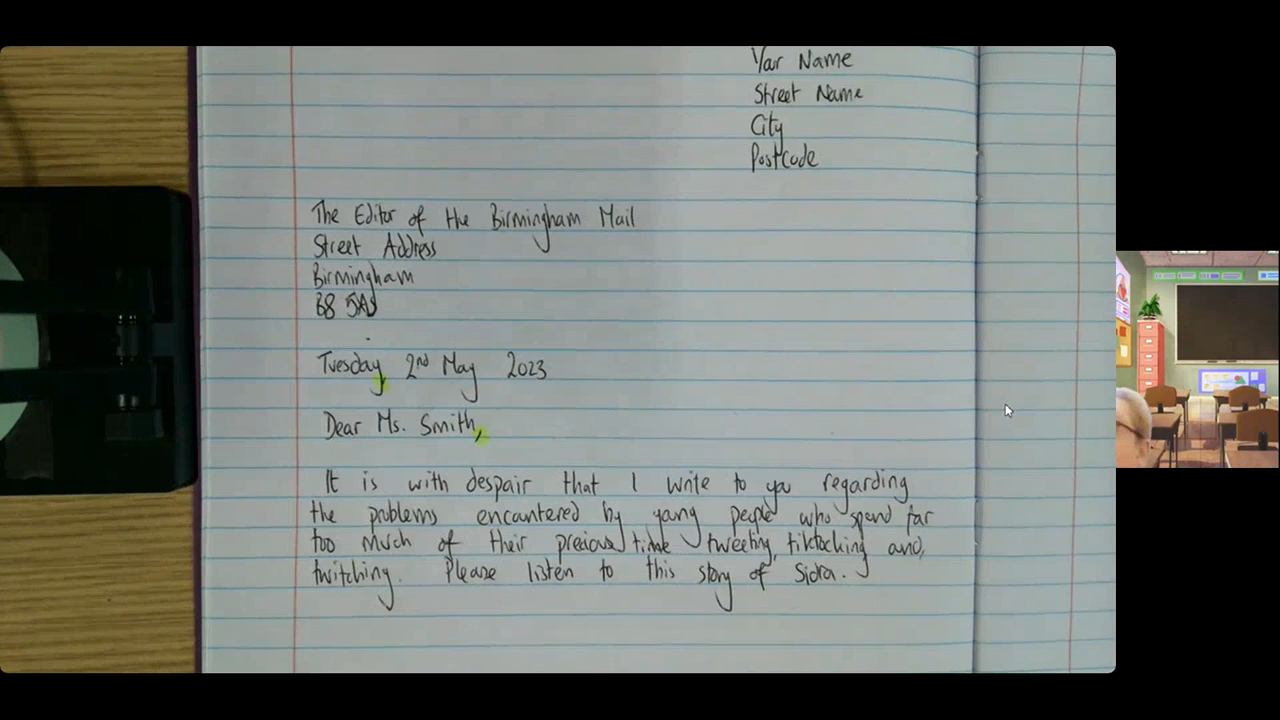 Your Name
Street Name
City
Postcode
The Editor of the Birmingham Mail
Street Address
Birmingham
B8 5AS
Tuesday, 2nd May 2023
Dear Ms. Smith,
It is with despair that I write to you regarding
the problems encountered by young people who spend far
too much of their precious time tweeting, tiktocking and,
twitching. Please listen to this story of Sidra.